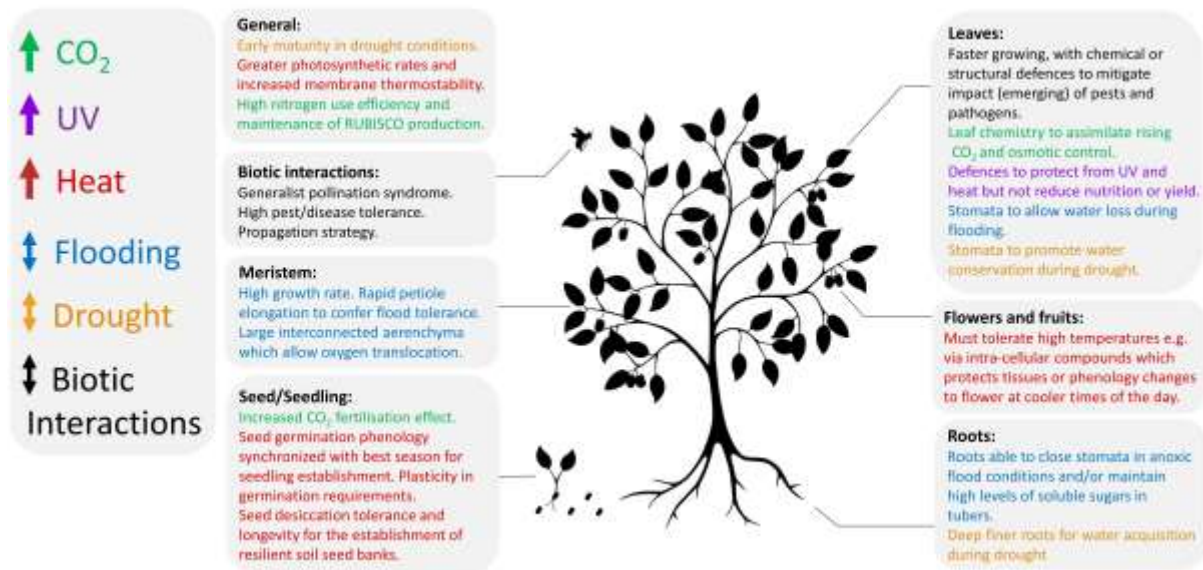 CO2
UV
Heat
Flooding
Drought
Biotic
Interactions
General:
Early maturity in drought conditions.
Greater photosynthetic rates and
increased membrane thermostability.
High nitrogen use efficiency and
maintenance of RUBISCO production.
Biotic interactions:
Generalist pollination syndrome.
High pest/disease tolerance.
Propagation strategy.
Meristem:
High growth rate. Rapid petiole
elongation to confer flood tolerance.
Large interconnected aerenchyma
which allow oxygen translocation.
Seed/Seedling:
Increased CO2 fertilisation effect.
Seed germination phenology
synchronized with best season for
seedling establishment. Plasticity in
germination requirements.
Seed desiccation tolerance and
longevity for the establishment of
resilient soil seed banks.
Leaves:
Faster growing, with chemical or
structural defences to mitigate
impact (emerging) of pests and
pathogens.
Leaf chemistry to assimilate rising
CO2 and osmotic control.
Defences to protect from UV and
heat but not reduce nutrition or yield.
Stomata to allow water loss during
flooding.
Stomata to promote water
conservation during drought.
Flowers and fruits:
Must tolerate high temperatures e.g.
via intra-cellular compounds which
protects tissues or phenology changes
to flower at cooler times of the day.
Roots:
Roots able to close stomata in anoxic
flood conditions and/or maintain
high levels of soluble sugars in
tubers.
Deep finer roots for water acquisition
during drought